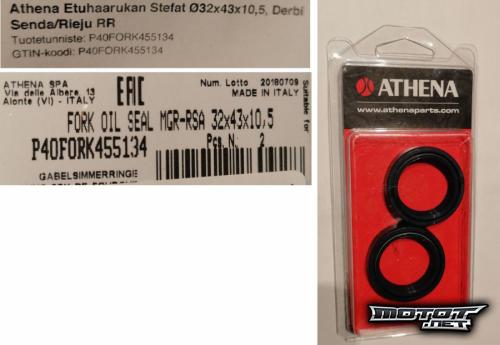 Athena Etuhaarukan Stefat Ø32x43x10,5, Derbi
Senda/Rieju RR
Tuotetunniste: P40FORK455134
GTIN-koodi: P40FORK455134
ATHENA SPA
Via delle Albere, 13
Alonte (VI) - ITALY
EAC
Num. Lotto 20180709
MADE IN ITALY
Suitable for
FORK OIL SEAL MGR-RSA 32x43x10,5
P40FORK455134
Pcs N. 2
GABELSIMMERRINGE
ATHENA
www.athenaparts.com
MOTOT
.NET